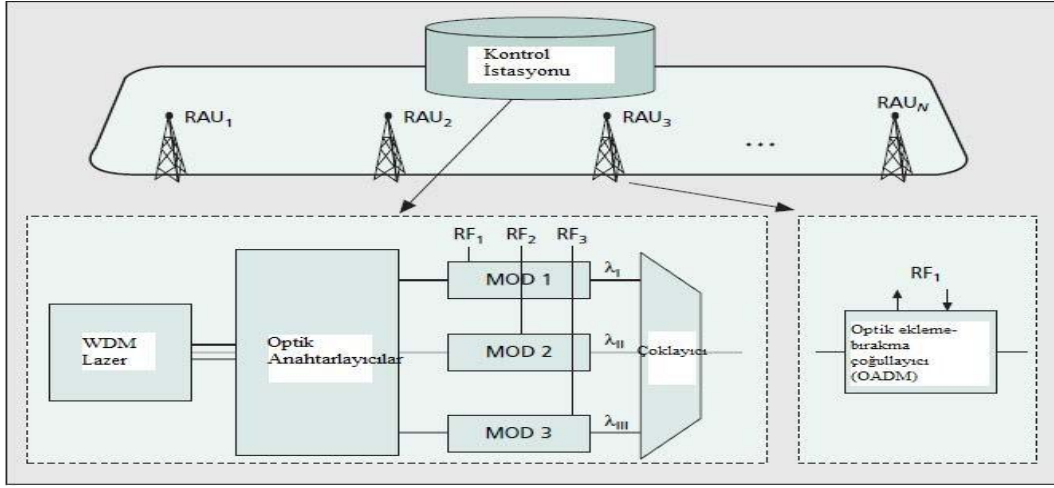 Kontrol
İstasyonu
RAU1
RAU2
RAU3
...
RAUN
RF1
RF2
RF3
MOD 1
λI
WDM
Lazer
Optik
Anahtarlayıcılar
MOD 2
λII
Çoklayıcı
MOD 3
λIII
RF1
Optik ekleme-
bırakma
çoğullayıcı
(OADM)